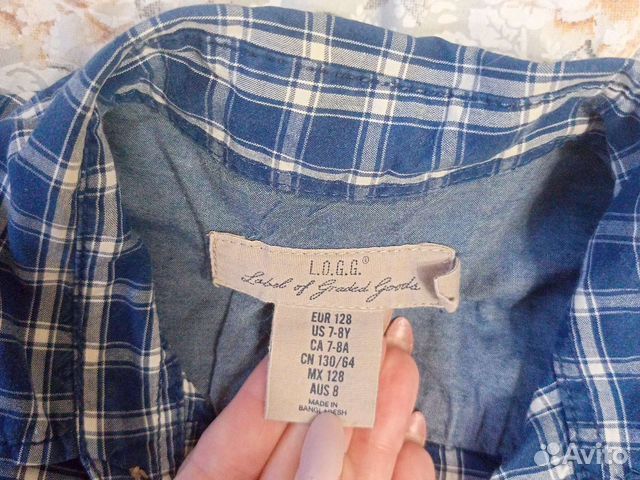 L.O.G.G.®
Label of Graded Goods
EUR 128
US 7-8Y
CA 7-8A
CN 130/64
MX 128
AUS 8
MADE IN
BANGLADESH
Avito